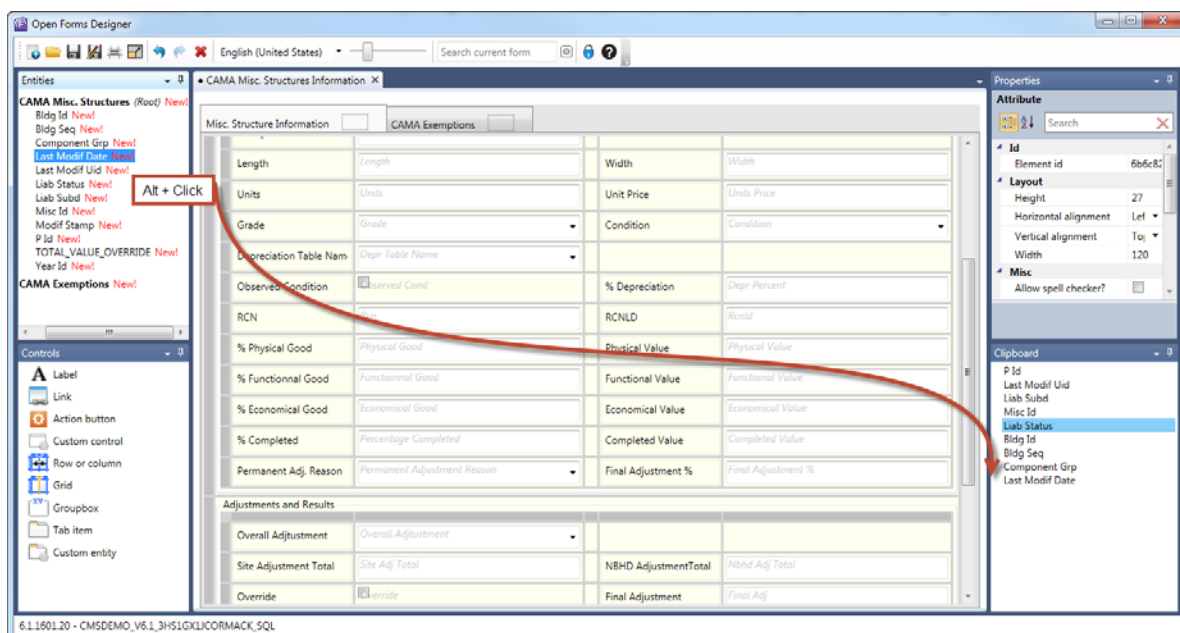 Open Forms Designer
English (United States)
Search current form
Entities
CAMA Misc. Structures (Root) New!
Bldg Id New!
Bldg Seq New!
Component Grp New!
Last Modif Date New!
Last Modif Uid New!
Liab Status New!
Liab Subd New!
Misc Id New!
Modif Stamp New!
P Id New!
TOTAL_VALUE_OVERRIDE New!
Year Id New!
CAMA Exemptions New!
Alt + Click
Controls
Label
Link
Action button
Custom control
Row or column
Grid
Groupbox
Tab item
Custom entity
• CAMA Misc. Structures Information
Misc. Structure Information
CAMA Exemptions
Length Length Width Width
Units Units Unit Price Units Price
Grade Grade Condition Condition
Depreciation Table Nam Depr Table Name
Observed Condition Observed Cond % Depreciation Depr Percent
RCN Rcn RCNLD Rcnld
% Physical Good Physical Good Physical Value Physical Value
% Functionnal Good Functionnal Good Functional Value Functional Value
% Economical Good Economical Good Economical Value Economical Value
% Completed Percentage Completed Completed Value Completed Value
Permanent Adj. Reason Permanent Adjustment Reason Final Adjustment % Final Adjustment %
Adjustments and Results
Overall Adjtustment Overall Adjtustment
Site Adjustment Total Site Adj Total NBHD AdjustmentTotal Nbhd Adj Total
Override Override Final Adjustment Final Adj
Properties
Attribute
Search
Id
Element id 6b6c82
Layout
Height 27
Horizontal alignment Lef
Vertical alignment To
Width 120
Misc
Allow spell checker?
Clipboard
P Id
Last Modif Uid
Liab Subd
Misc Id
Liab Status
Bldg Id
Bldg Seq
Component Grp
Last Modif Date
6.1.1601.20 - CMSDEMO_V6.1_3HS1GX1JCORMACK_SQL